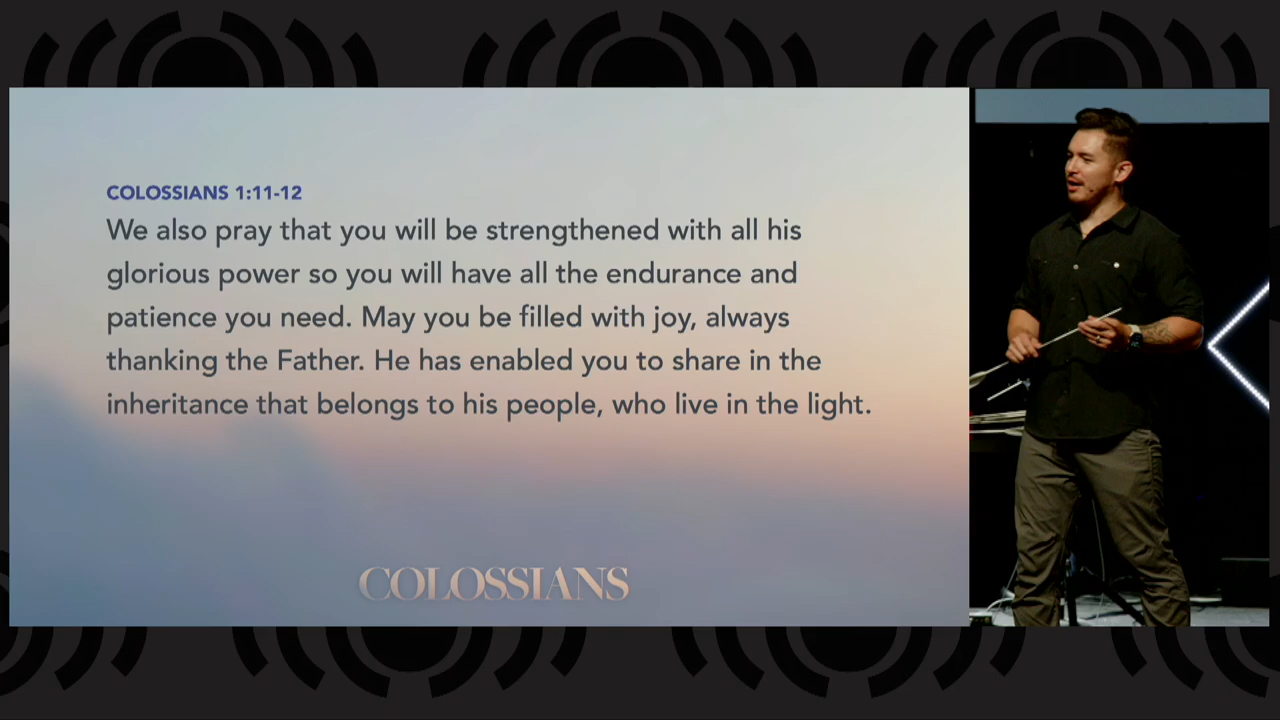 COLOSSIANS 1:11-12
We also pray that you will be strengthened with all his
glorious power so you will have all the endurance and
patience you need. May you be filled with joy, always
thanking the Father. He has enabled you to share in the
inheritance that belongs to his people, who live in the light.
COLOSSIANS